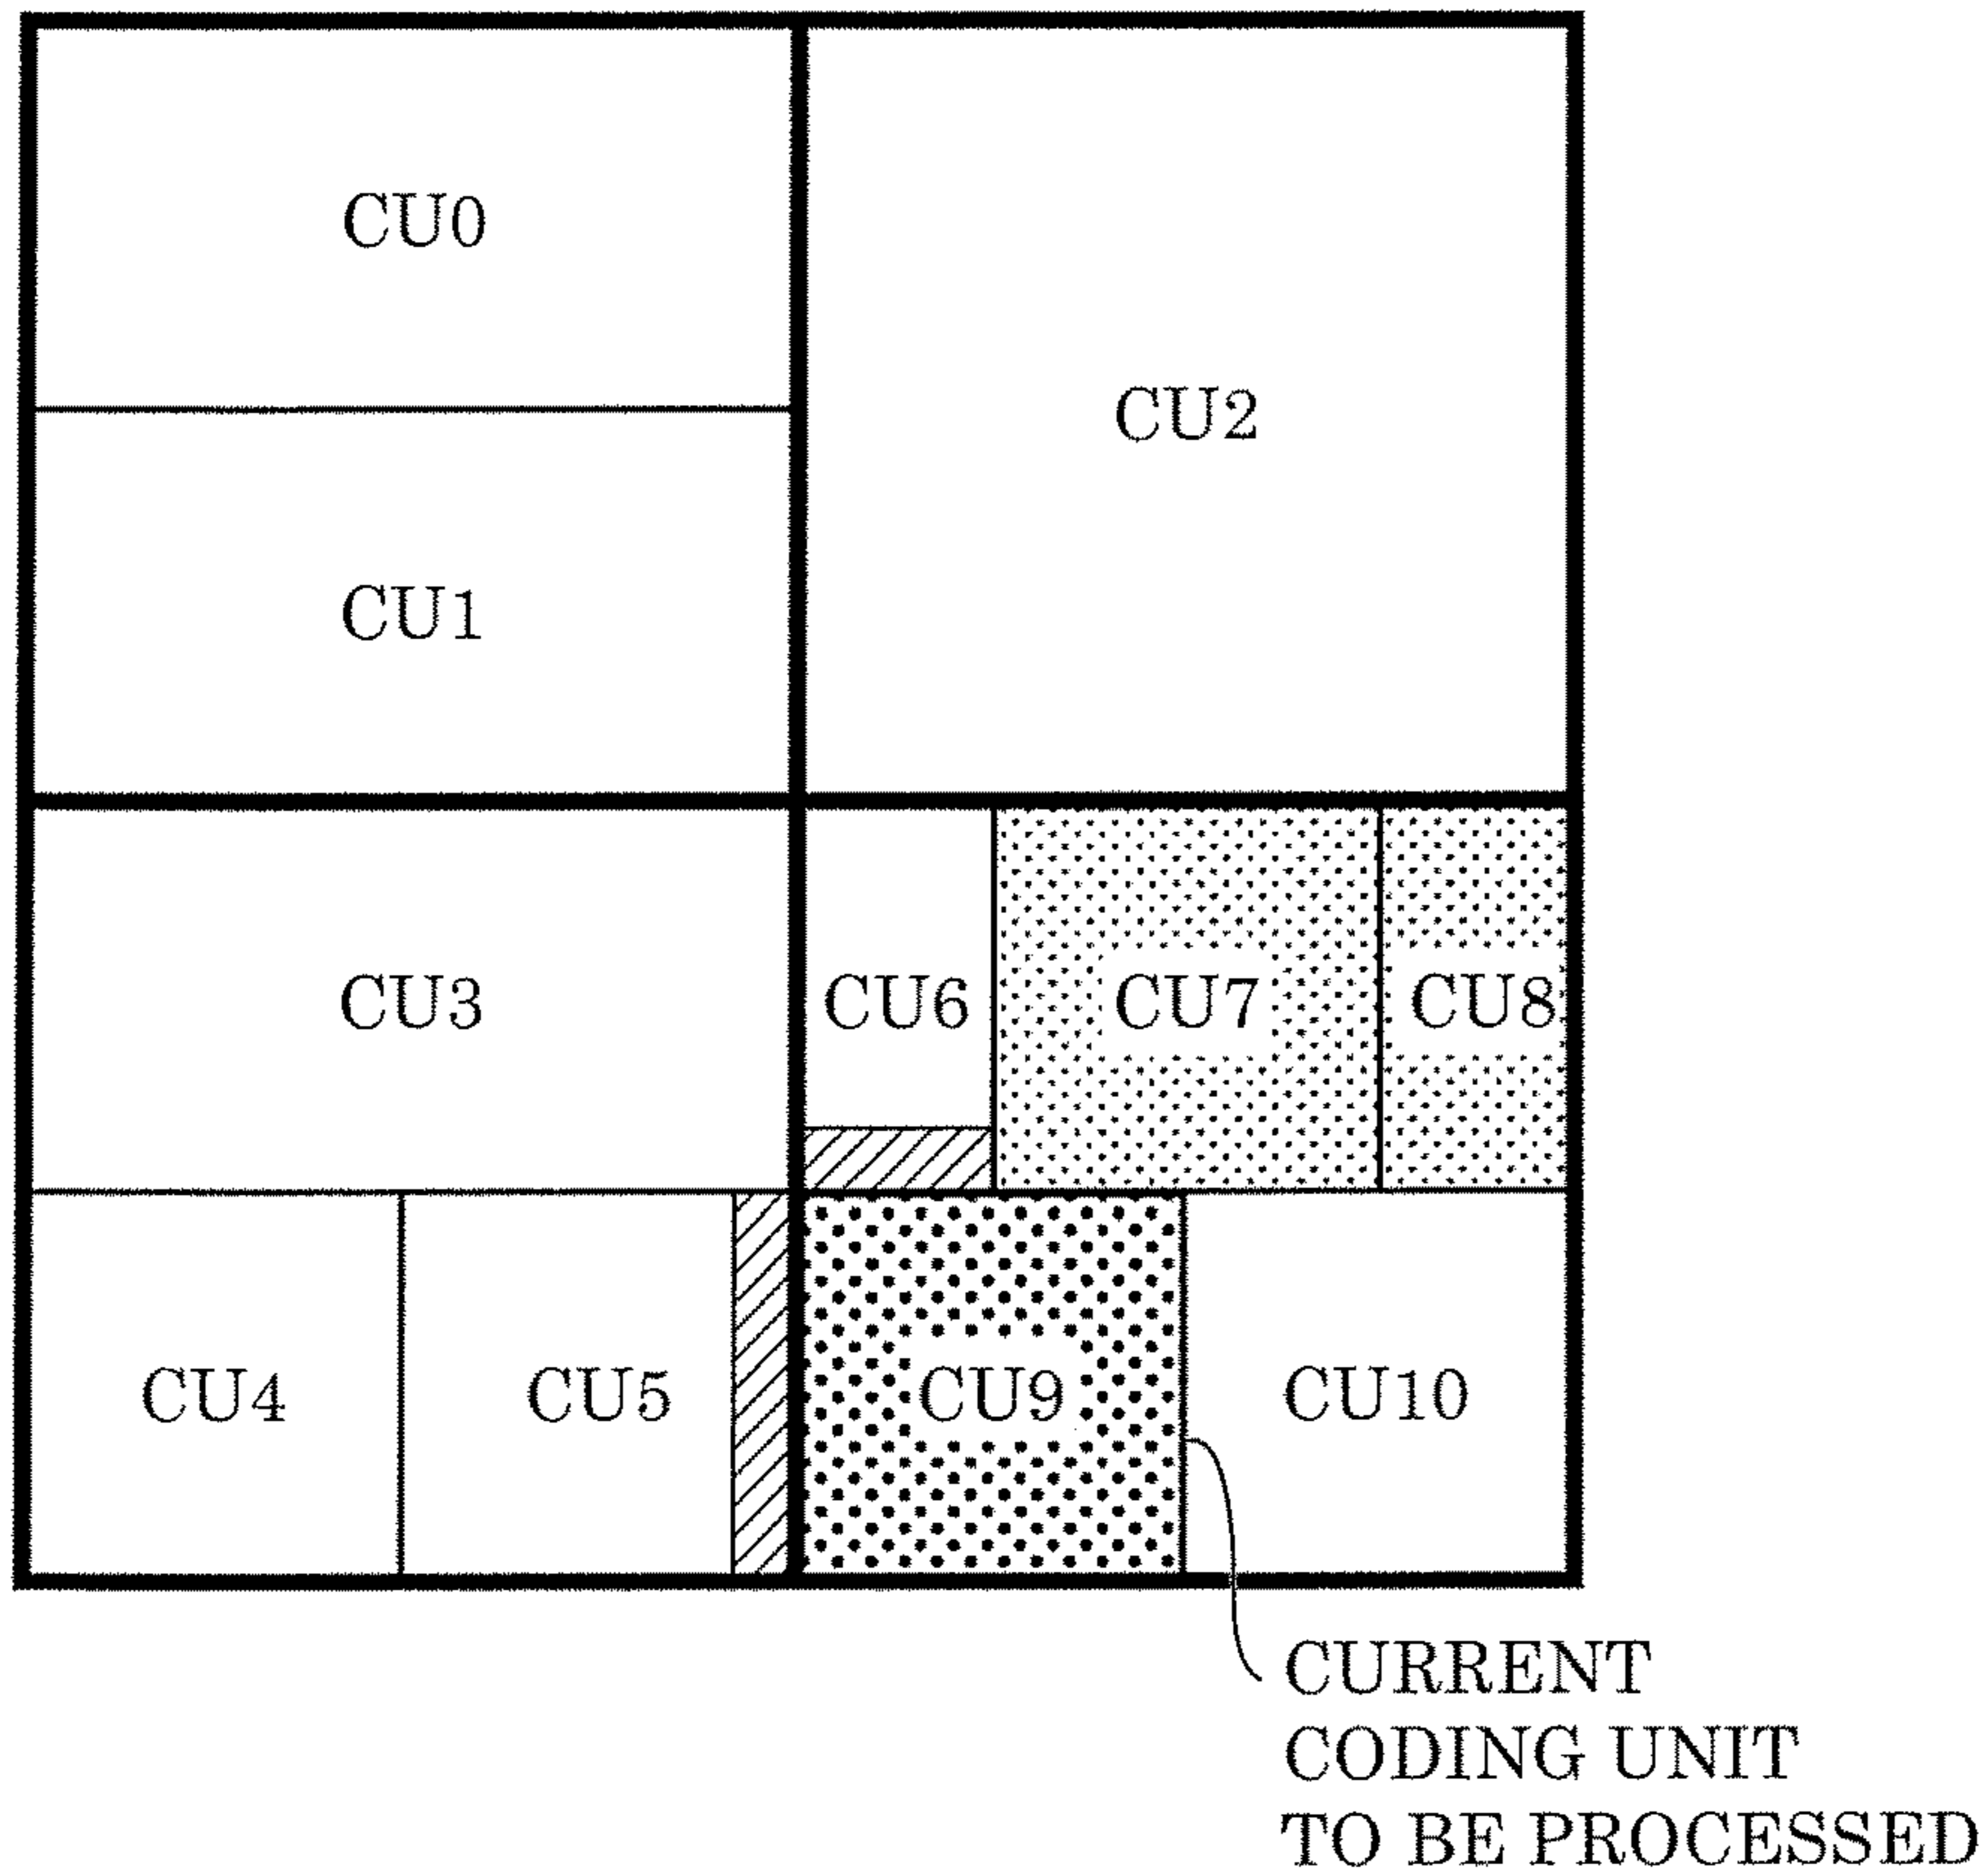 CU0
CU2
CU1
CU3
CU6
CU7
CU8
CU4
CU5
CU9
CU10
CURRENT
CODING UNIT
TO BE PROCESSED